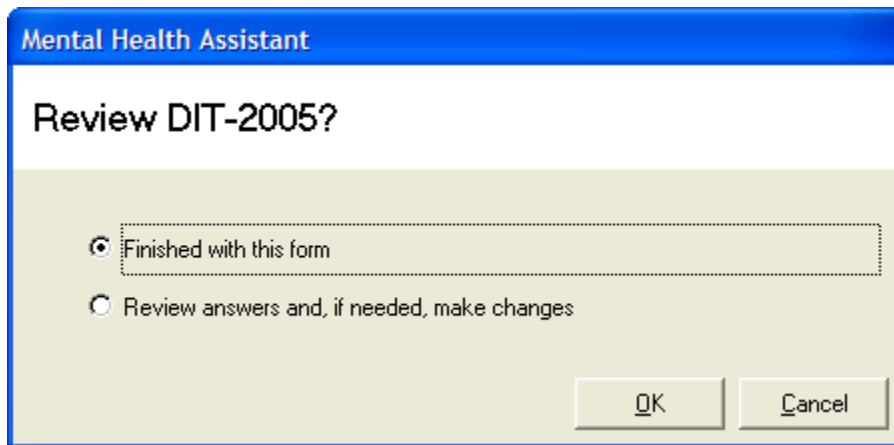 Mental Health Assistant
Review DIT-2005?
Finished with this form
Review answers and, if needed, make changes
OK
Cancel